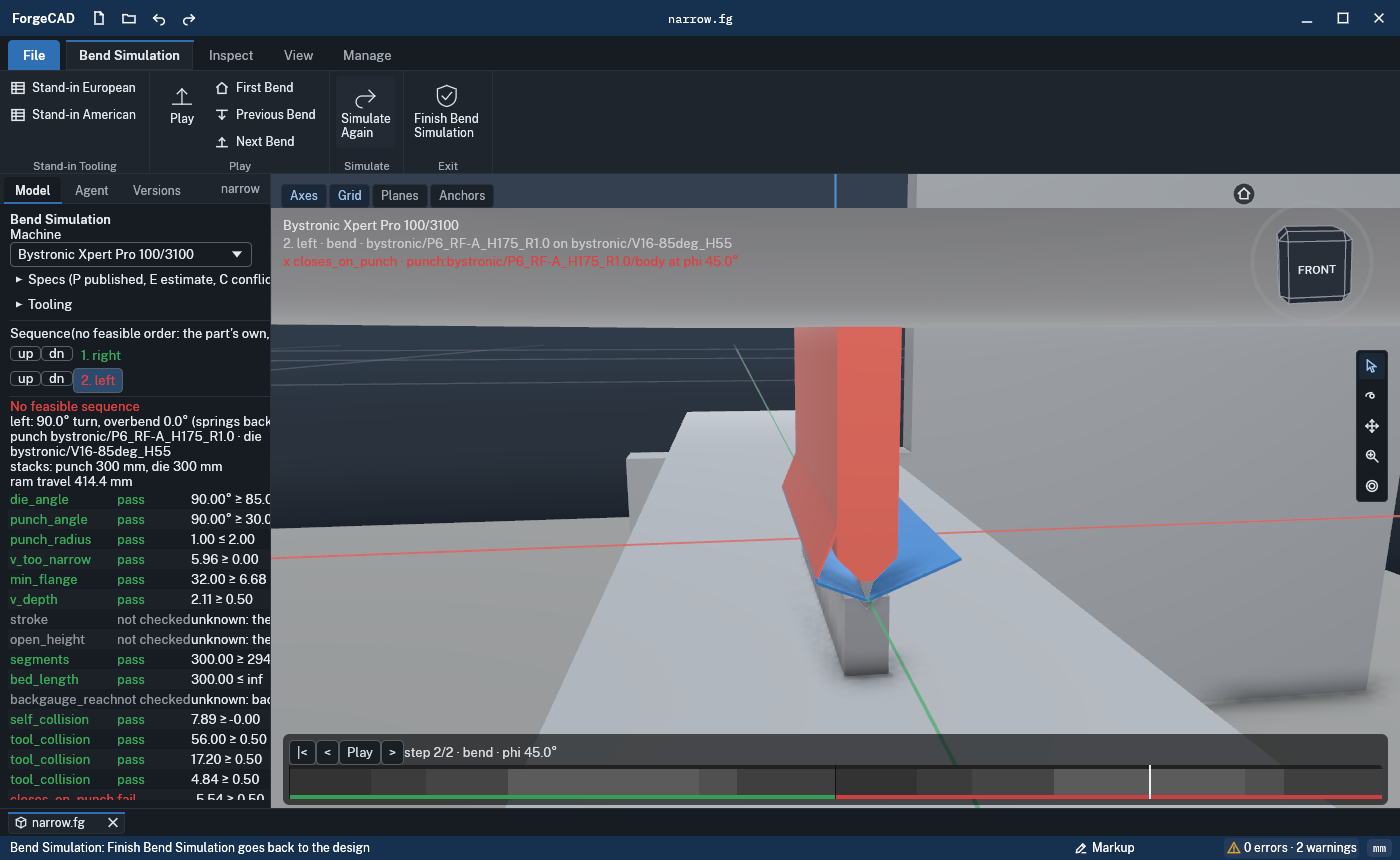 ForgeCAD
narrow.fg
File
Bend Simulation
Inspect
View
Manage
Stand-in European
Stand-in American
Stand-in Tooling
Play
First Bend
Previous Bend
Next Bend
Play
Simulate Again
Simulate
Finish Bend Simulation
Exit
Model
Agent
Versions
narrow
Bend Simulation
Machine
Bystronic Xpert Pro 100/3100
Specs (P published, E estimate, C conflic
Tooling
Sequence(no feasible order: the part's own,
up dn 1. right
up dn 2. left
No feasible sequence
left: 90.0° turn, overbend 0.0° (springs back
punch bystronic/P6_RF-A_H175_R1.0 · die
bystronic/V16-85deg_H55
stacks: punch 300 mm, die 300 mm
ram travel 414.4 mm
die_angle pass 90.00° ≥ 85.0
punch_angle pass 90.00° ≥ 30.0
punch_radius pass 1.00 ≤ 2.00
v_too_narrow pass 5.96 ≥ 0.00
min_flange pass 32.00 ≥ 6.68
v_depth pass 2.11 ≥ 0.50
stroke not checked unknown: the
open_height not checked unknown: the
segments pass 300.00 ≥ 294
bed_length pass 300.00 ≤ inf
backgauge_reach not checked unknown: bac
self_collision pass 7.89 ≥ -0.00
tool_collision pass 56.00 ≥ 0.50
tool_collision pass 17.20 ≥ 0.50
tool_collision pass 4.84 ≥ 0.50
closes_on_punch fail -5.54 ≥ 0.50
Axes
Grid
Planes
Anchors
Bystronic Xpert Pro 100/3100
2. left · bend · bystronic/P6_RF-A_H175_R1.0 on bystronic/V16-85deg_H55
x closes_on_punch · punch:bystronic/P6_RF-A_H175_R1.0/body at phi 45.0°
FRONT
|< < Play > step 2/2 · bend · phi 45.0°
narrow.fg
Bend Simulation: Finish Bend Simulation goes back to the design
Markup
0 errors · 2 warnings
mm